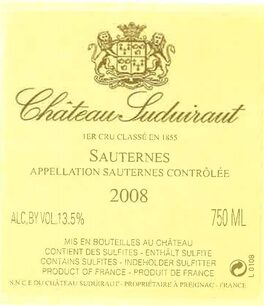 Château Suduiraut
1ER CRU CLASSÉ EN 1855
SAUTERNES
APPELLATION SAUTERNES CONTRÔLÉE
2008
ALC,BY VOL.13.5% 750 ML
MIS EN BOUTEILLES AU CHÂTEAU
CONTIENT DES SULFITES - ENTHÄLT SULFITE
CONTAINS SULFITES - INDEHOLDER SULFITTER
PRODUCT OF FRANCE - PRODUIT DE FRANCE
S.N.C E DU CHÂTEAU SUDUIRAUT - PROPRIÉTAIRE À PREIGNAC - FRANCE
L 0108